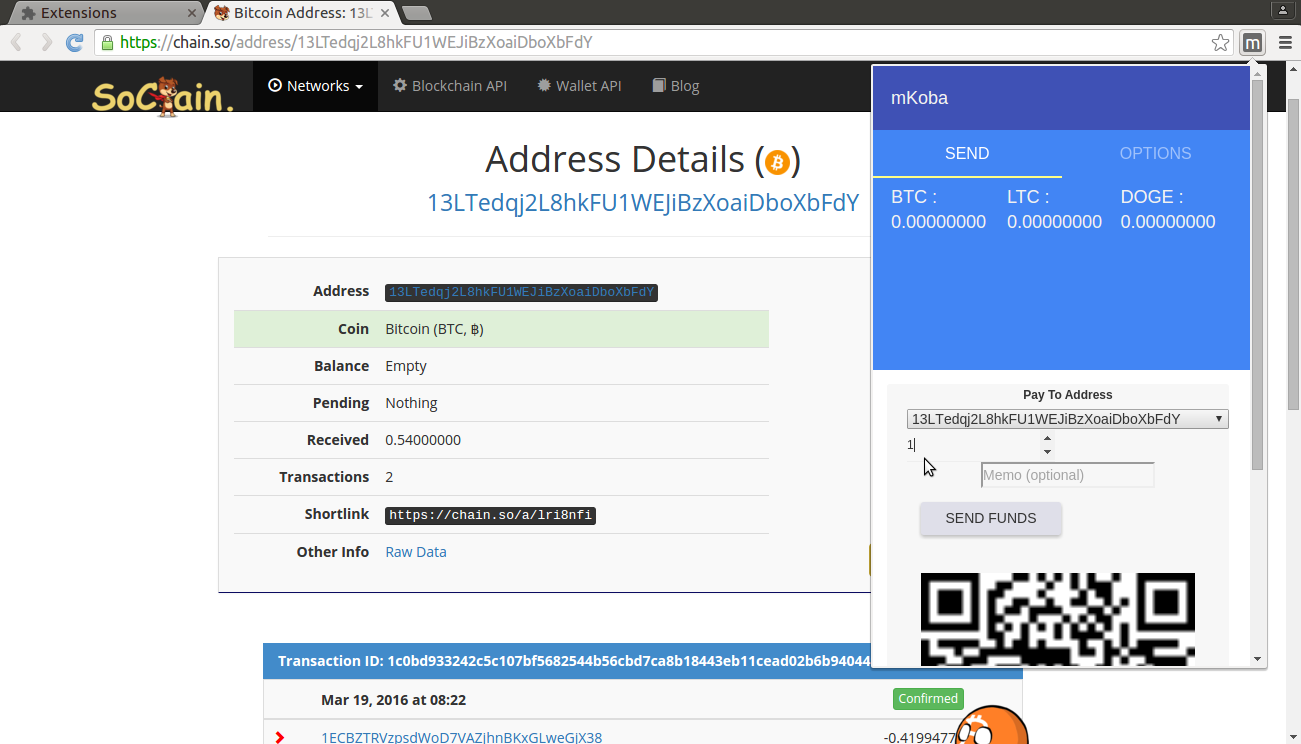 Extensions
Bitcoin Address: 13L
https://chain.so/address/13LTedqj2L8hkFU1WEJiBzXoaiDboXbFdY
m
SoChain.
Networks
Blockchain API
Wallet API
Blog
Address Details (₿)
13LTedqj2L8hkFU1WEJiBzXoaiDboXbFdY
Address 13LTedqj2L8hkFU1WEJiBzXoaiDboXbFdY
Coin Bitcoin (BTC, ฿)
Balance Empty
Pending Nothing
Received 0.54000000
Transactions 2
Shortlink https://chain.so/a/lri8nfi
Other Info Raw Data
Transaction ID: 1c0bd933242c5c107bf5682544b56cbd7ca8b18443eb11cead02b6b94044
Mar 19, 2016 at 08:22
Confirmed
1ECBZTRVzpsdWoD7VAZjhnBKxGLweGJX38
-0.4199477
mKoba
SEND
OPTIONS
BTC : LTC : DOGE :
0.00000000 0.00000000 0.00000000
Pay To Address
13LTedqj2L8hkFU1WEJiBzXoaiDboXbFdY
1
Memo (optional)
SEND FUNDS